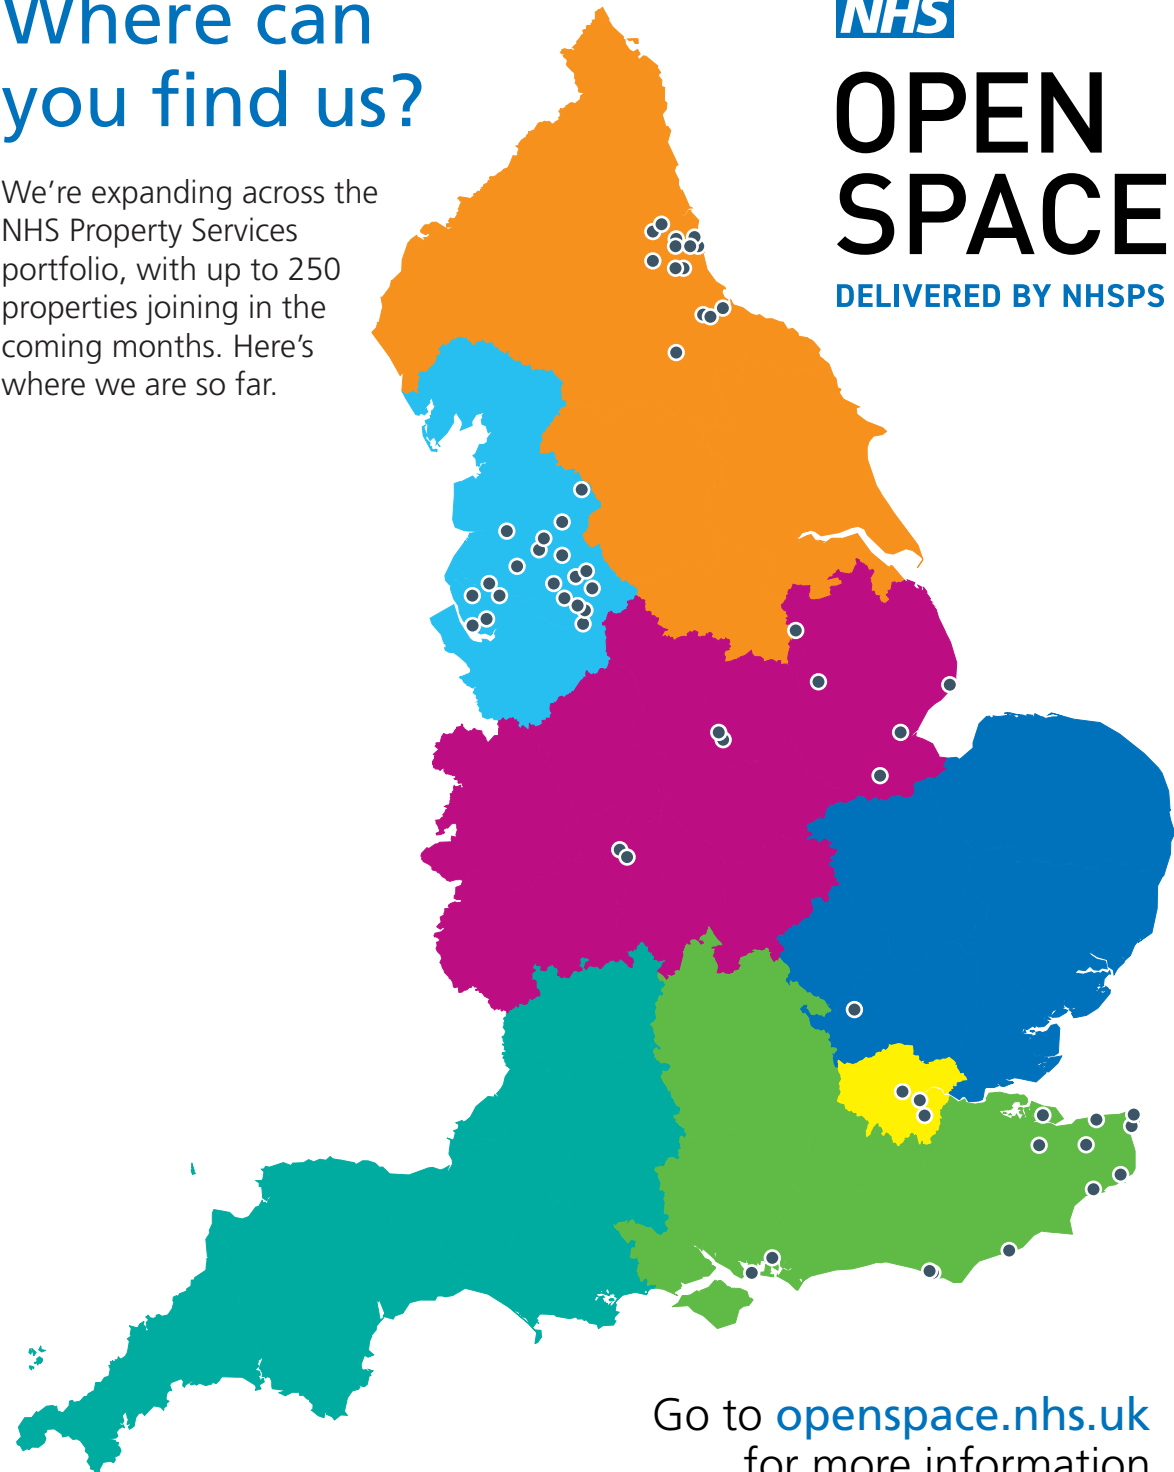 Where can
you find us?
We're expanding across the
NHS Property Services
portfolio, with up to 250
properties joining in the
coming months. Here's
where we are so far.
NHS
OPEN
SPACE
DELIVERED BY NHSPS
Go to openspace.nhs.uk
for more information